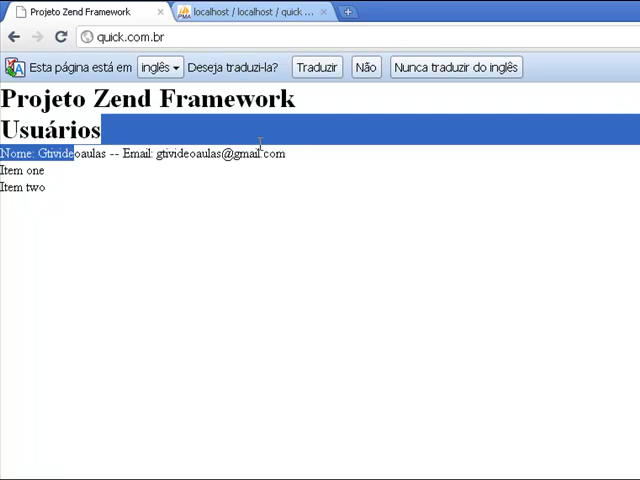 Projeto Zend Framework
localhost / localhost / quick ...
quick.com.br
Esta página está em inglês Deseja traduzi-la? Traduzir Não Nunca traduzir do inglês
Projeto Zend Framework
Usuários
Nome: Gtivideoaulas -- Email: gtivideoaulas@gmail.com
Item one
Item two